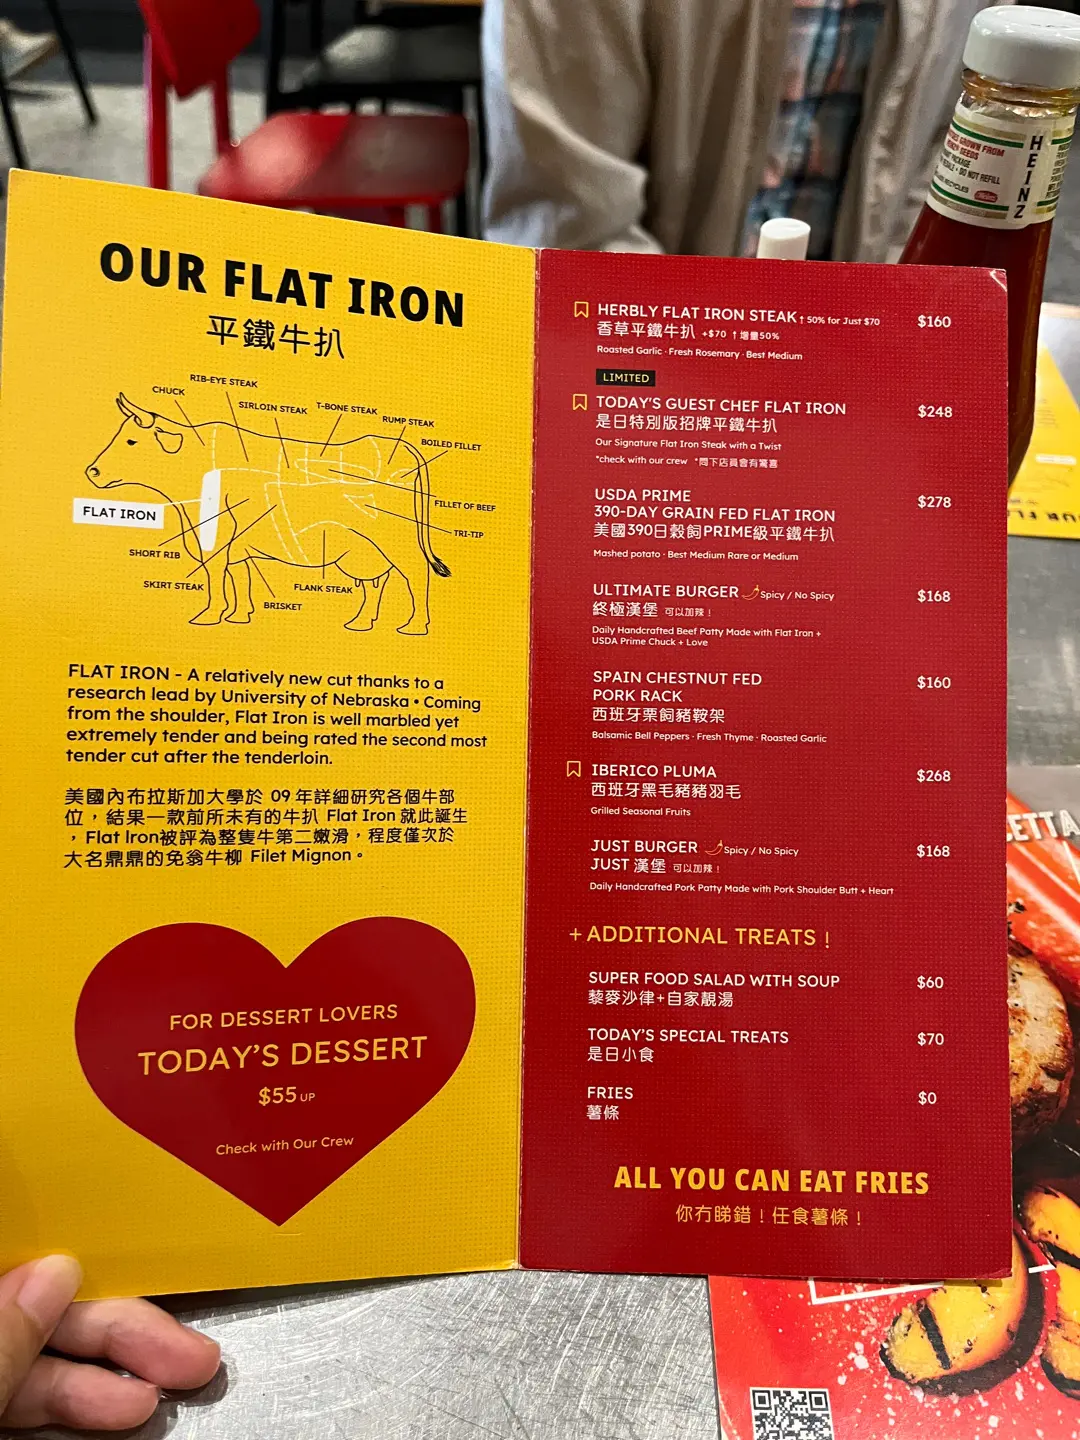 OUR FLAT IRON
平鐵牛扒
RIB-EYE STEAK
CHUCK
SIRLOIN STEAK
T-BONE STEAK
RUMP STEAK
BOILED FILLET
FLAT IRON
FILLET OF BEEF
TRI-TIP
SHORT RIB
SKIRT STEAK
FLANK STEAK
BRISKET
FLAT IRON - A relatively new cut thanks to a
research lead by University of Nebraska • Coming
from the shoulder, Flat Iron is well marbled yet
extremely tender and being rated the second most
tender cut after the tenderloin.
美國內布拉斯加大學於 09 年詳細研究各個牛部
位，結果一款前所未有的牛扒 Flat Iron 就此誕生
，Flat Iron被評為整隻牛第二嫩滑，程度僅次於
大名鼎鼎的免翁牛柳 Filet Mignon。
FOR DESSERT LOVERS
TODAY'S DESSERT
$55 UP
Check with Our Crew
HERBLY FLAT IRON STEAK ↑ 50% for Just $70 $160
香草平鐵牛扒 +$70 ↑增量50%
Roasted Garlic · Fresh Rosemary · Best Medium
LIMITED
TODAY'S GUEST CHEF FLAT IRON $248
是日特別版招牌平鐵牛扒
Our Signature Flat Iron Steak with a Twist
*check with our crew *問下店員會有驚喜
USDA PRIME
390-DAY GRAIN FED FLAT IRON $278
美國390日穀飼PRIME級平鐵牛扒
Mashed potato · Best Medium Rare or Medium
ULTIMATE BURGER Spicy / No Spicy $168
終極漢堡 可以加辣！
Daily Handcrafted Beef Patty Made with Flat Iron +
USDA Prime Chuck + Love
SPAIN CHESTNUT FED $160
PORK RACK
西班牙栗飼豬鞍架
Balsamic Bell Peppers · Fresh Thyme · Roasted Garlic
IBERICO PLUMA $268
西班牙黑毛豬豬羽毛
Grilled Seasonal Fruits
JUST BURGER Spicy / No Spicy $168
JUST 漢堡 可以加辣！
Daily Handcrafted Pork Patty Made with Pork Shoulder Butt + Heart
+ ADDITIONAL TREATS !
SUPER FOOD SALAD WITH SOUP $60
藜麥沙律+自家靚湯
TODAY'S SPECIAL TREATS $70
是日小食
FRIES $0
薯條
ALL YOU CAN EAT FRIES
你冇睇錯！任食薯條！
HEINZ
GROWN FROM
SEEDS
DO NOT REFILL